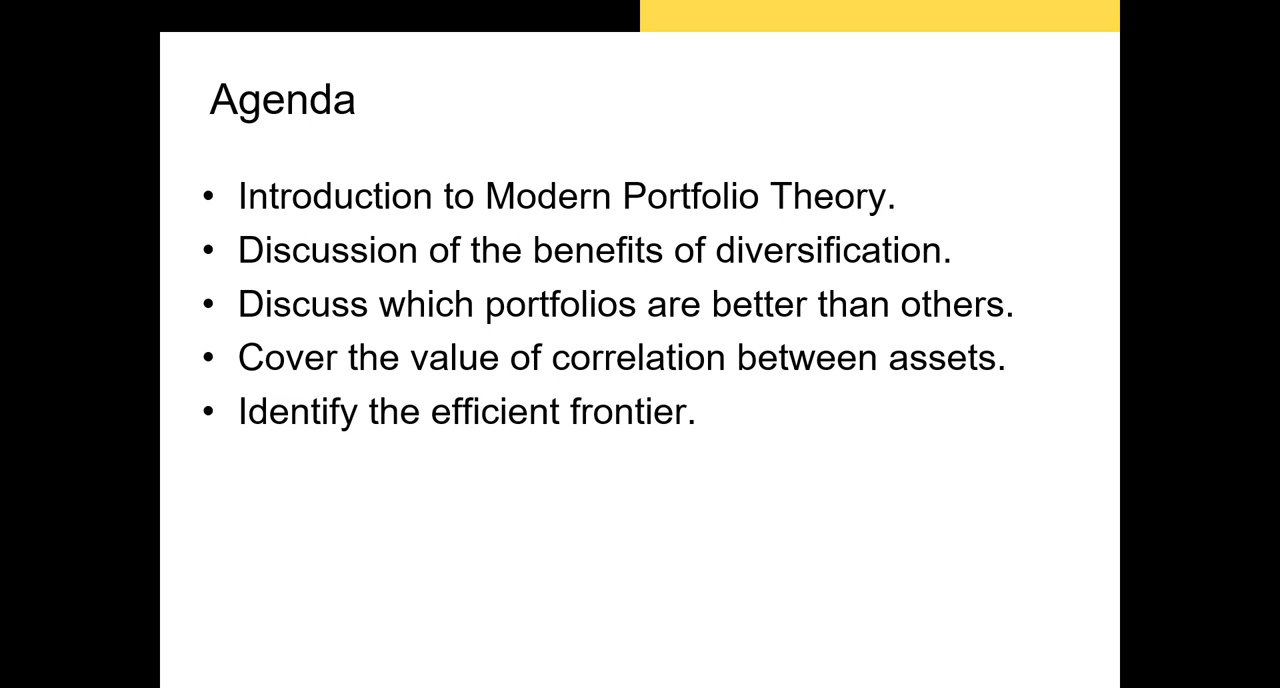 Agenda
• Introduction to Modern Portfolio Theory.
• Discussion of the benefits of diversification.
• Discuss which portfolios are better than others.
• Cover the value of correlation between assets.
• Identify the efficient frontier.